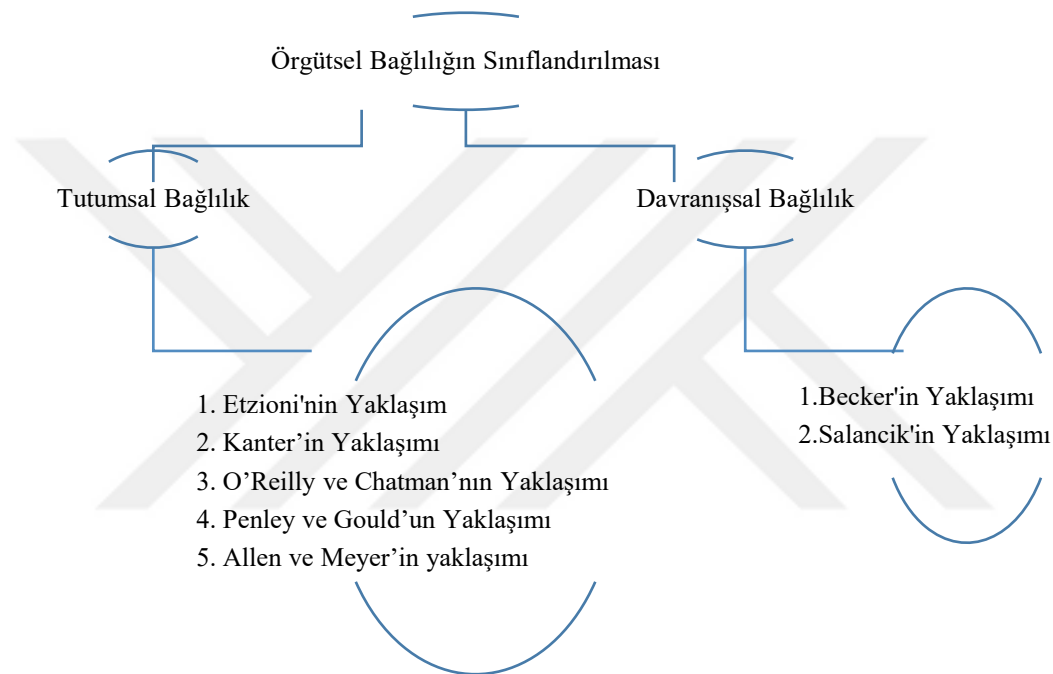 Örgütsel Bağlılığın Sınıflandırılması
Tutumsal Bağlılık
Davranışsal Bağlılık
1. Etzioni'nin Yaklaşım
2. Kanter’in Yaklaşımı
3. O’Reilly ve Chatman’nın Yaklaşımı
4. Penley ve Gould’un Yaklaşımı
5. Allen ve Meyer’in yaklaşımı
1.Becker'in Yaklaşımı
2.Salancik'in Yaklaşımı